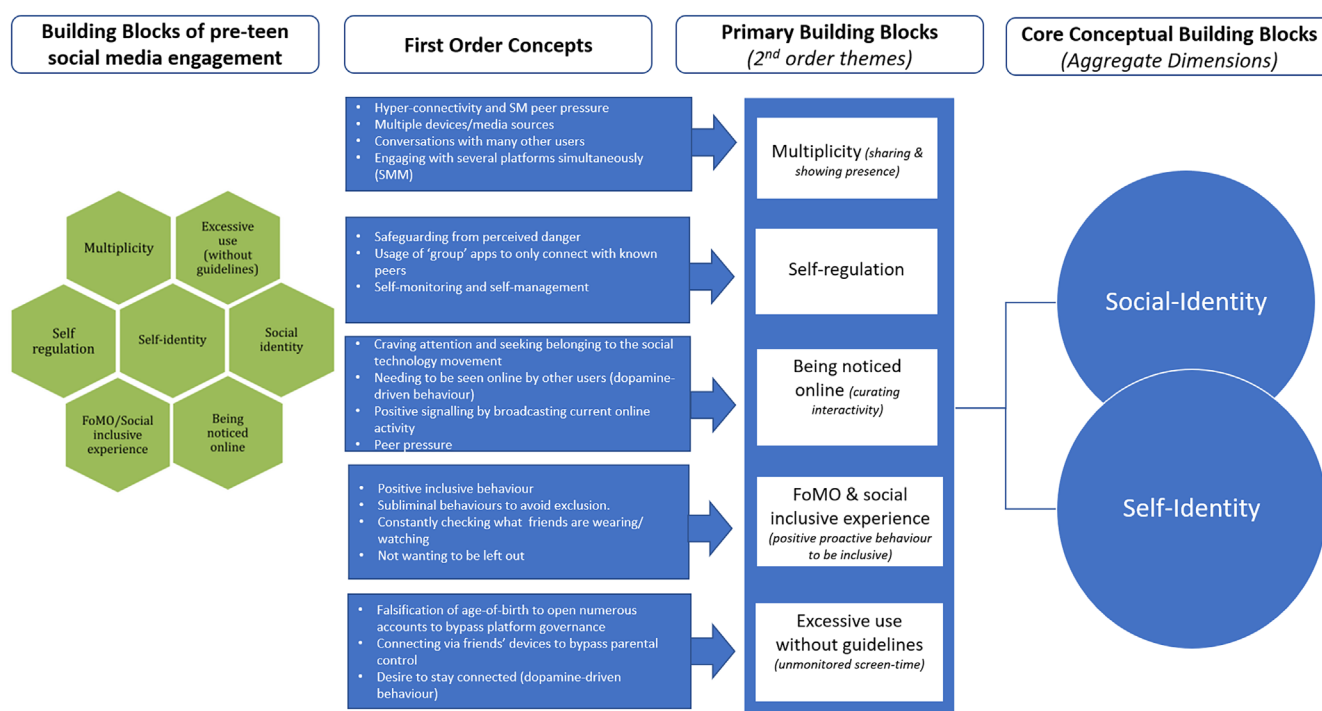 Building Blocks of pre-teen
social media engagement
First Order Concepts
Primary Building Blocks
(2nd order themes)
Core Conceptual Building Blocks
(Aggregate Dimensions)
Multiplicity
Excessive
use
(without
guidelines)
Self
regulation
Self-identity
Social
identity
FoMO/Social
inclusive
experience
Being
noticed
online
• Hyper-connectivity and SM peer pressure
• Multiple devices/media sources
• Conversations with many other users
• Engaging with several platforms simultaneously
(SMM)
• Safeguarding from perceived danger
• Usage of ‘group’ apps to only connect with known
peers
• Self-monitoring and self-management
• Craving attention and seeking belonging to the social
technology movement
• Needing to be seen online by other users (dopamine-
driven behaviour)
• Positive signalling by broadcasting current online
activity
• Peer pressure
• Positive inclusive behaviour
• Subliminal behaviours to avoid exclusion.
• Constantly checking what friends are wearing/
watching
• Not wanting to be left out
• Falsification of age-of-birth to open numerous
accounts to bypass platform governance
• Connecting via friends’ devices to bypass parental
control
• Desire to stay connected (dopamine-driven
behaviour)
Multiplicity (sharing &
showing presence)
Self-regulation
Being noticed
online (curating
interactivity)
FoMO & social
inclusive experience
(positive proactive behaviour
to be inclusive)
Excessive use
without guidelines
(unmonitored screen-time)
Social-Identity
Self-Identity